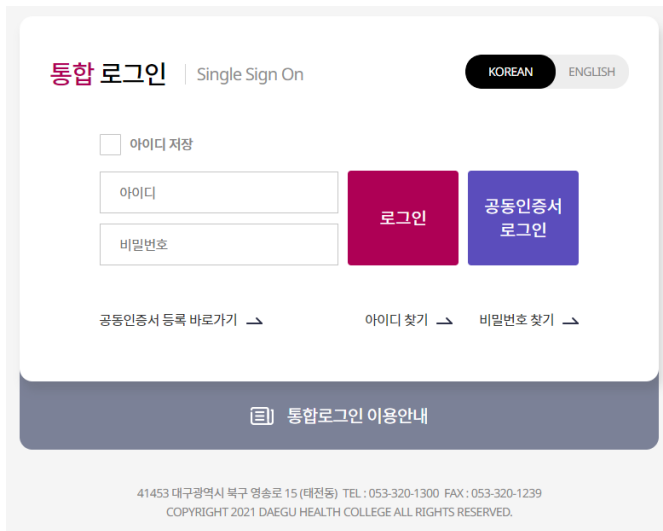 통합 로그인 Single Sign On
KOREAN ENGLISH
아이디 저장
아이디
비밀번호
로그인
공동인증서
로그인
공동인증서 등록 바로가기
아이디 찾기
비밀번호 찾기
통합로그인 이용안내
41453 대구광역시 북구 영송로 15 (태전동) TEL : 053-320-1300 FAX : 053-320-1239
COPYRIGHT 2021 DAEGU HEALTH COLLEGE ALL RIGHTS RESERVED.